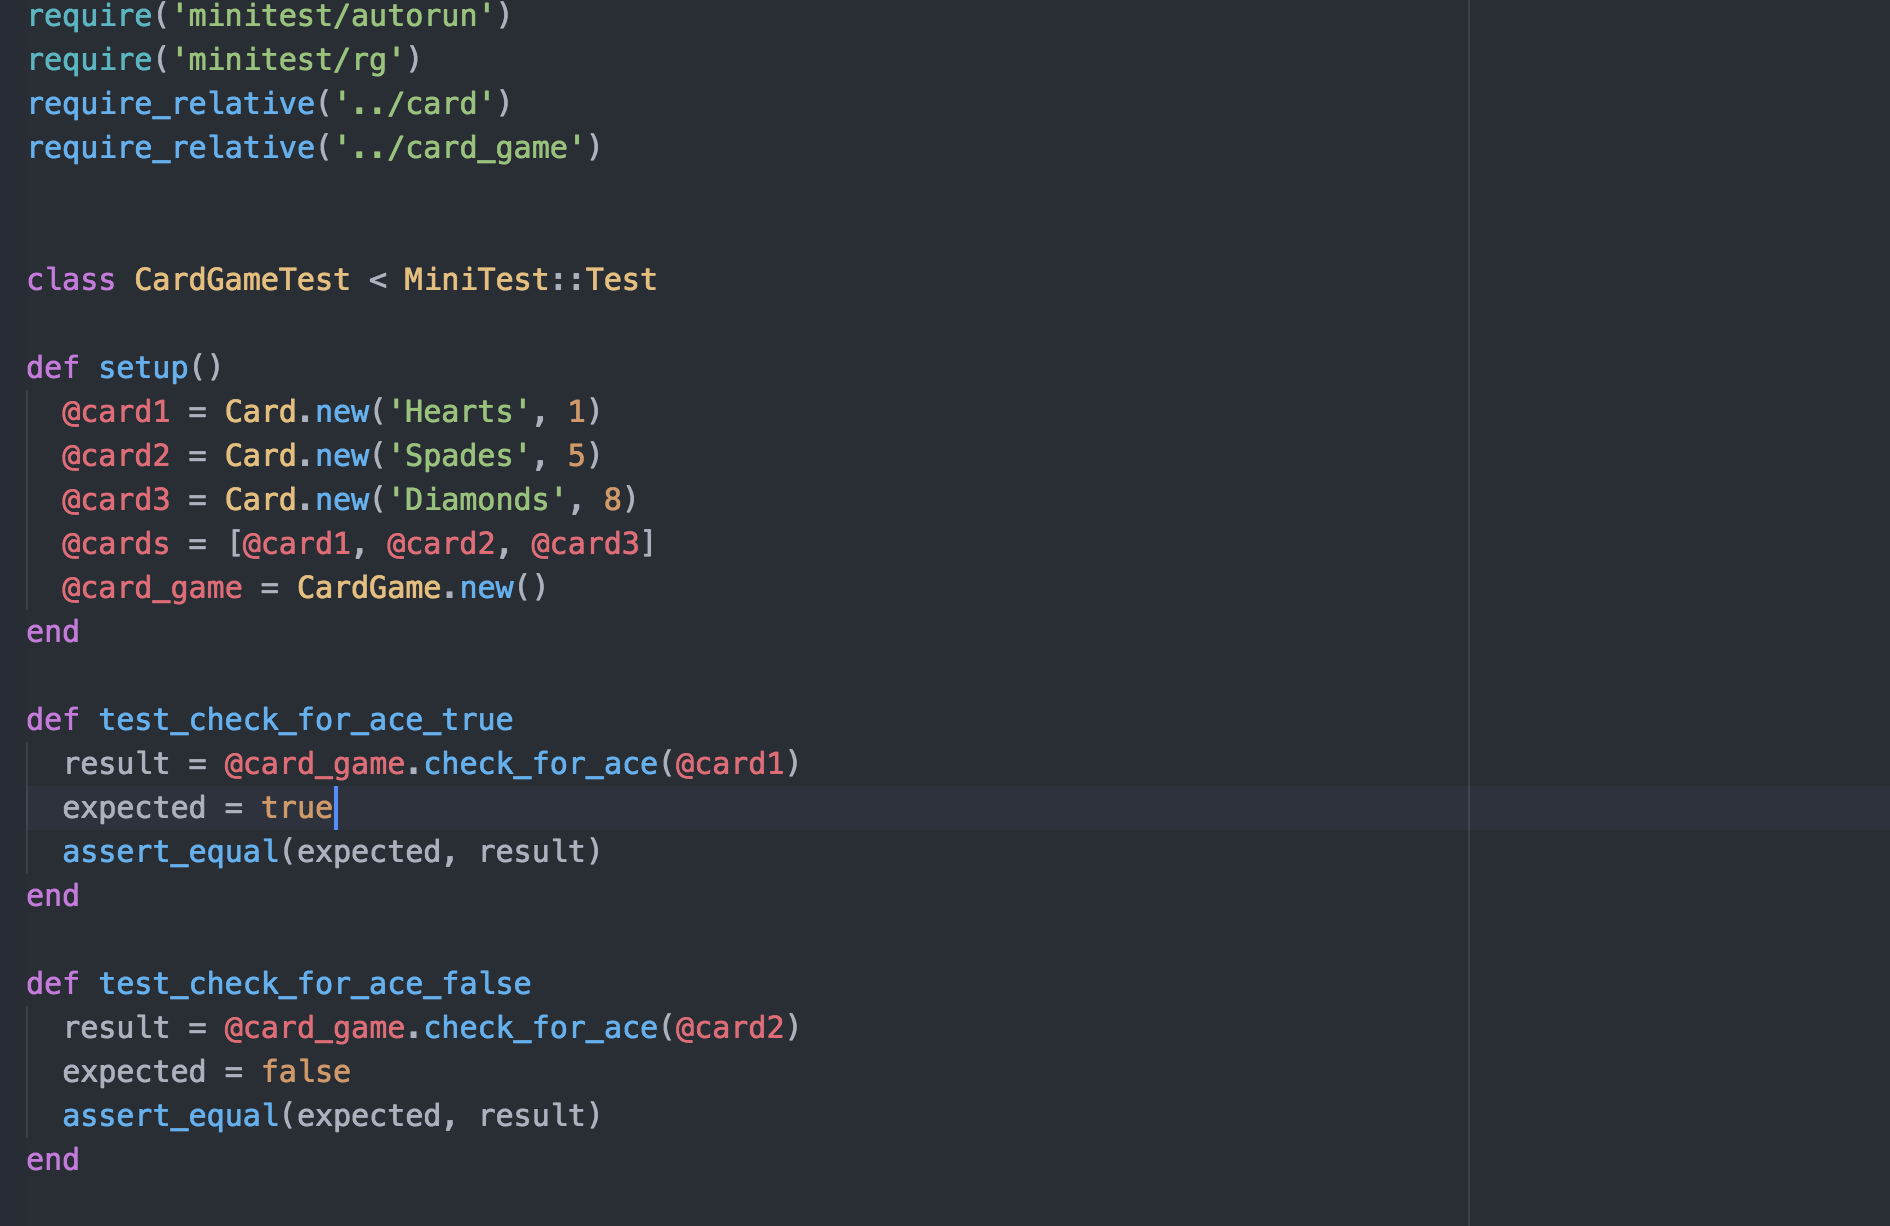 require('minitest/autorun')
require('minitest/rg')
require_relative('../card')
require_relative('../card_game')
class CardGameTest < MiniTest::Test
def setup()
  @card1 = Card.new('Hearts', 1)
  @card2 = Card.new('Spades', 5)
  @card3 = Card.new('Diamonds', 8)
  @cards = [@card1, @card2, @card3]
  @card_game = CardGame.new()
end
def test_check_for_ace_true
  result = @card_game.check_for_ace(@card1)
  expected = true
  assert_equal(expected, result)
end
def test_check_for_ace_false
  result = @card_game.check_for_ace(@card2)
  expected = false
  assert_equal(expected, result)
end